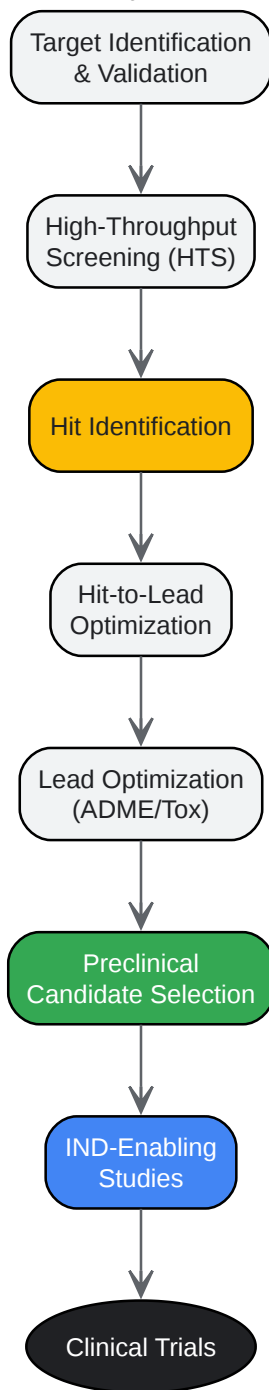 Target Identification
& Validation
High-Throughput
Screening (HTS)
Hit Identification
Hit-to-Lead
Optimization
Lead Optimization
(ADME/Tox)
Preclinical
Candidate Selection
IND-Enabling
Studies
Clinical Trials